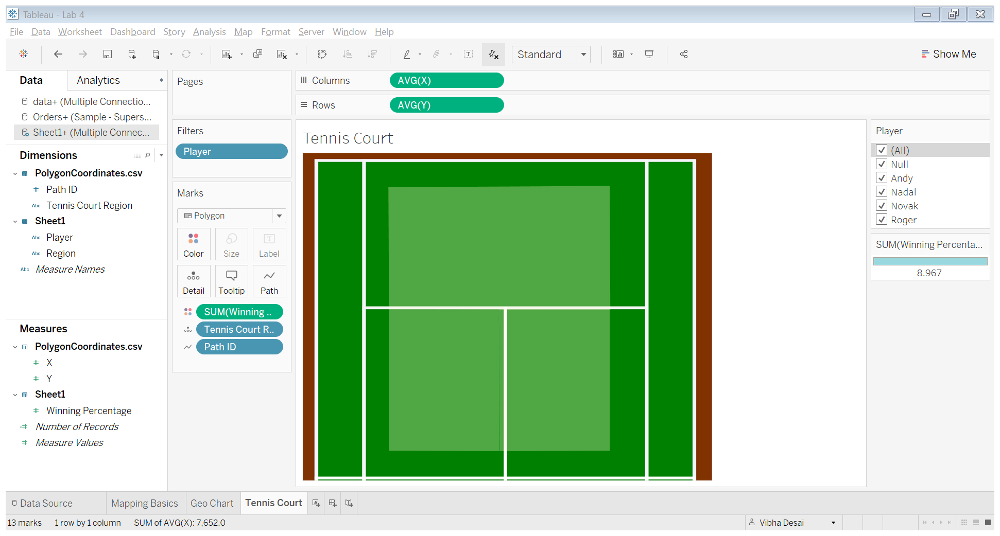 Tableau - Lab 4
File Data Worksheet Dashboard Story Analysis Map Format Server Window Help
Standard
Show Me
Data
Analytics
data+ (Multiple Connectio...
Orders+ (Sample - Supers...
Sheet1+ (Multiple Connec...
Dimensions
PolygonCoordinates.csv
# Path ID
Abc Tennis Court Region
Sheet1
Abc Player
Abc Region
Abc Measure Names
Measures
PolygonCoordinates.csv
# X
# Y
Sheet1
# Winning Percentage
=# Number of Records
# Measure Values
Pages
Filters
Player
Marks
Polygon
Color
Size
Label
Detail
Tooltip
Path
SUM(Winning ..
Tennis Court R..
Path ID
Columns
AVG(X)
Rows
AVG(Y)
Tennis Court
Player
(All)
Null
Andy
Nadal
Novak
Roger
SUM(Winning Percenta...
8.967
Data Source
Mapping Basics
Geo Chart
Tennis Court
13 marks
1 row by 1 column
SUM of AVG(X): 7,652.0
Vibha Desai